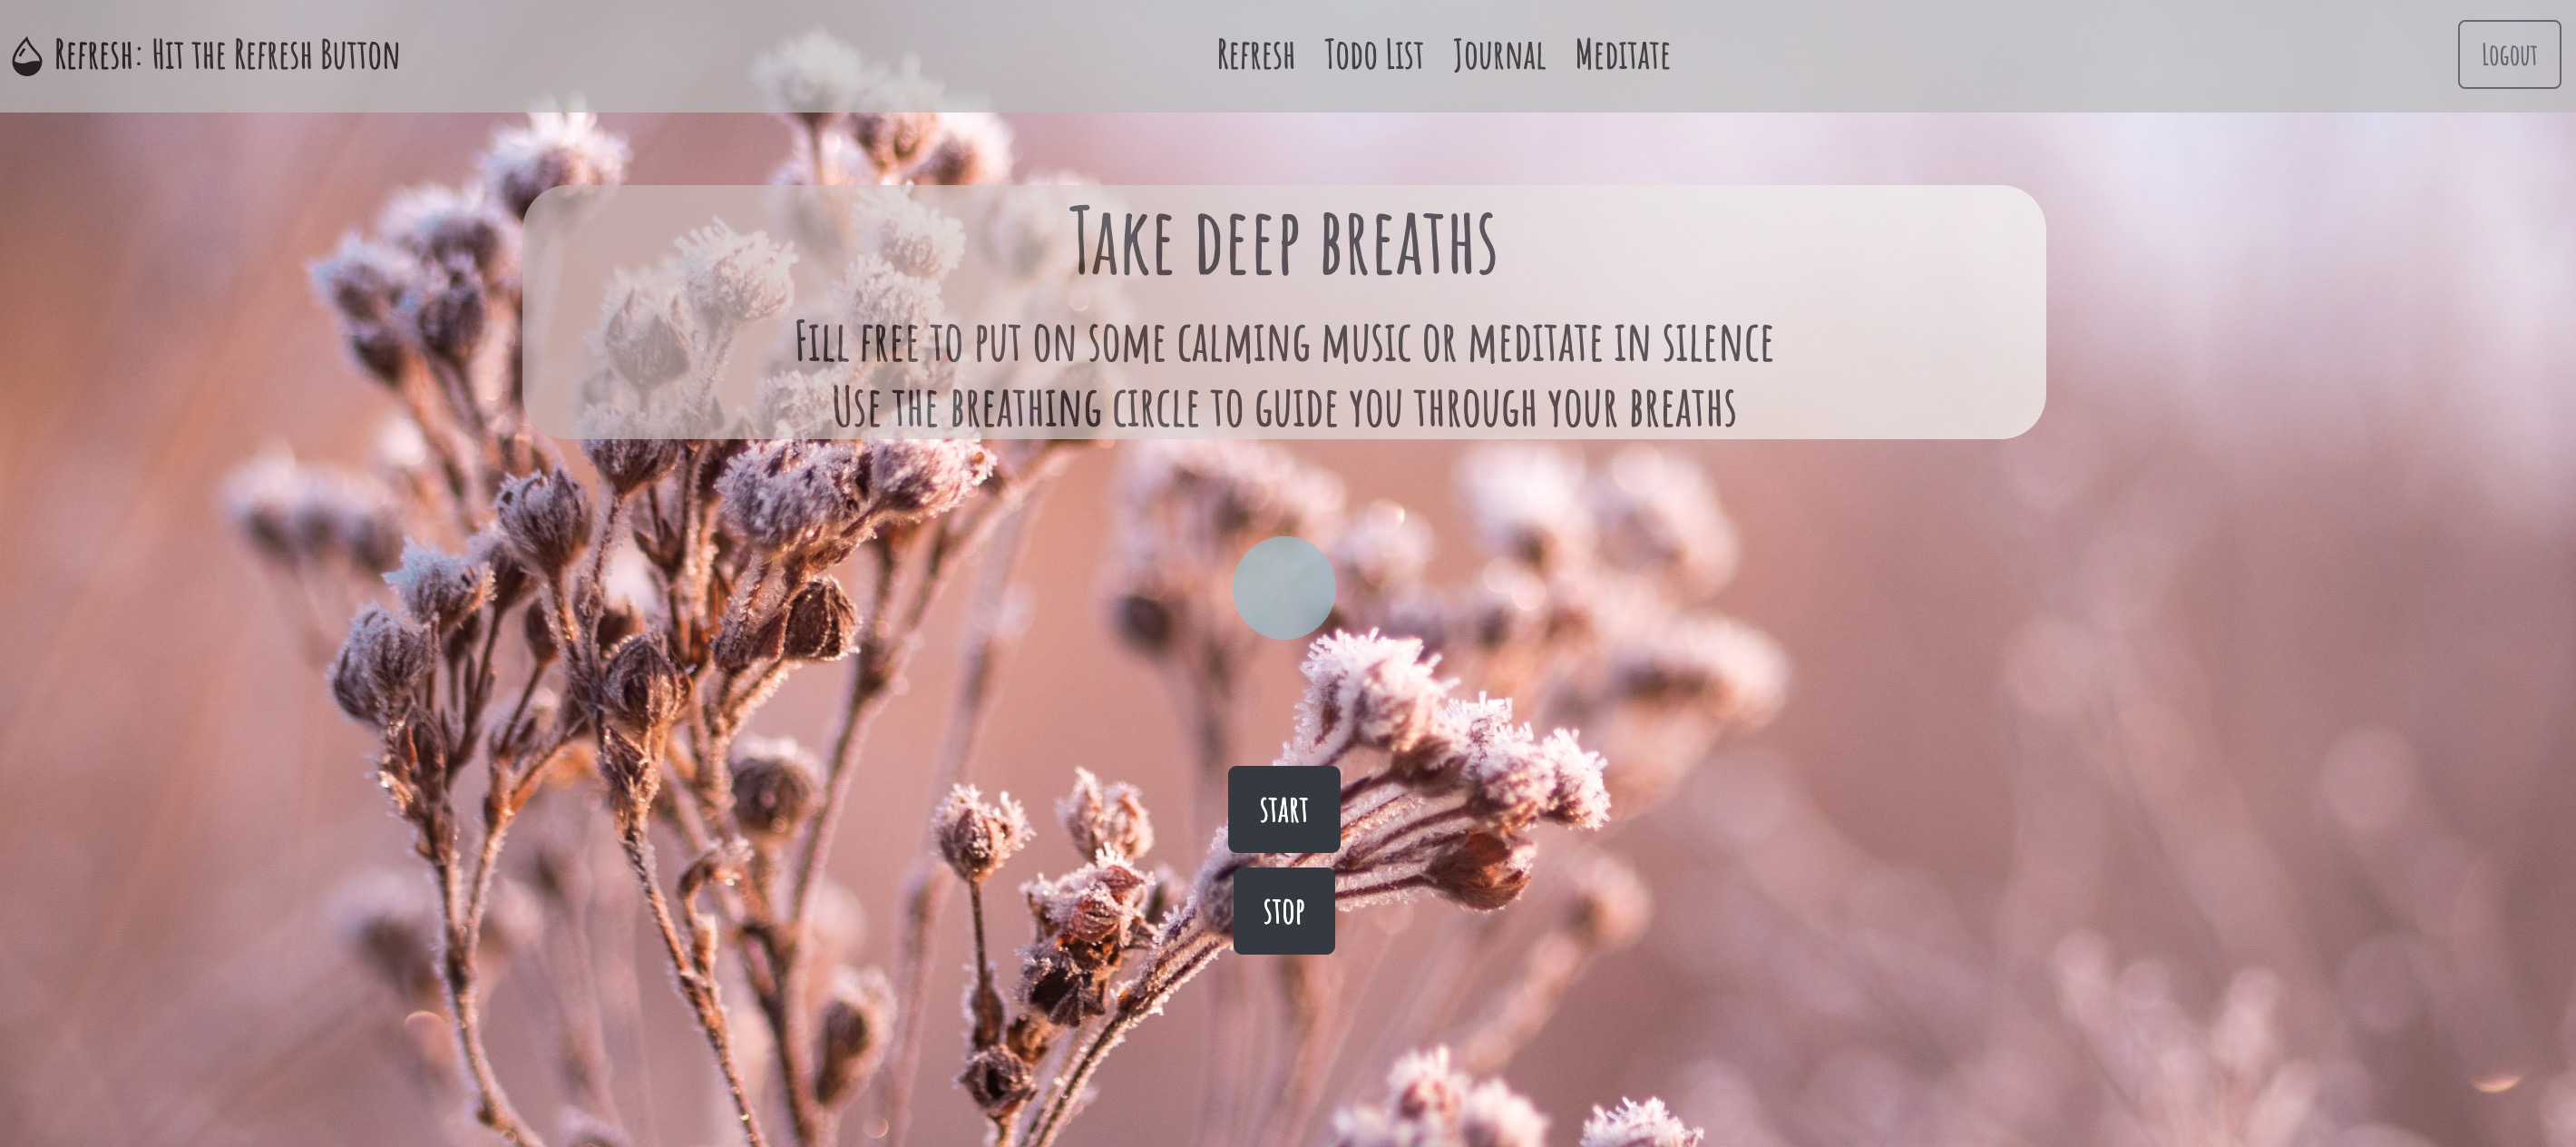 Refresh: Hit the Refresh Button
Refresh Todo List Journal Meditate
Logout
Take deep breaths
Fill free to put on some calming music or meditate in silence
Use the breathing circle to guide you through your breaths
start
stop